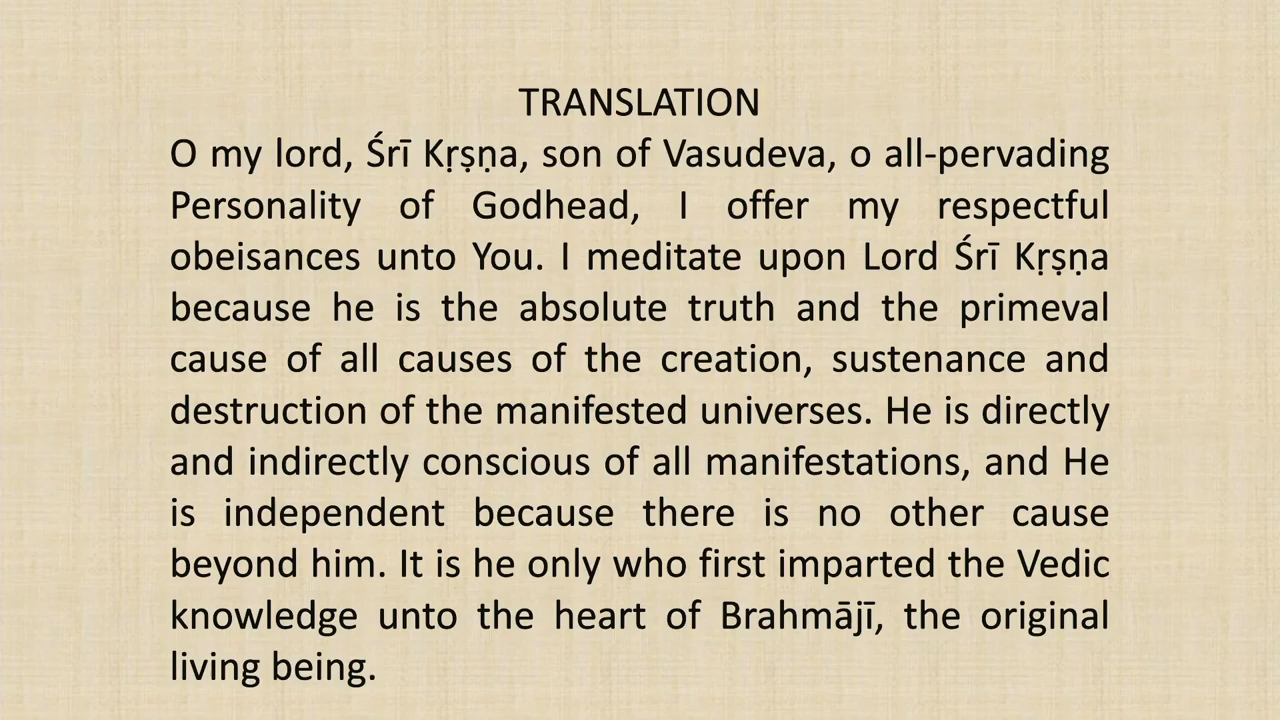 TRANSLATION
O my lord, Śrī Kṛṣṇa, son of Vasudeva, o all-pervading
Personality of Godhead, I offer my respectful
obeisances unto You. I meditate upon Lord Śrī Kṛṣṇa
because he is the absolute truth and the primeval
cause of all causes of the creation, sustenance and
destruction of the manifested universes. He is directly
and indirectly conscious of all manifestations, and He
is independent because there is no other cause
beyond him. It is he only who first imparted the Vedic
knowledge unto the heart of Brahmājī, the original
living being.